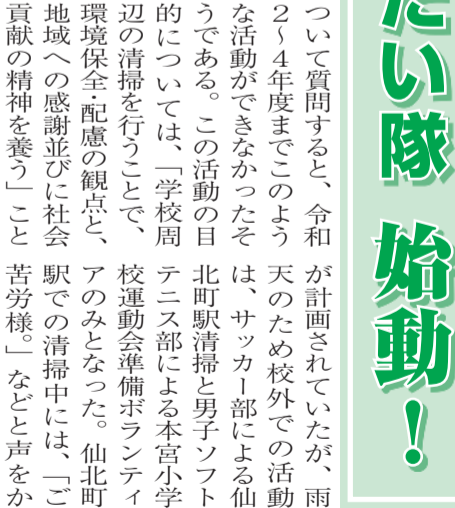 たい隊 始動！
ついて質問すると、令和
２～４年度までこのよう
な活動ができなかったそ
うである。この活動の目
的については、「学校周
辺の清掃を行うことで、
環境保全・配慮の観点と、
地域への感謝並びに社会
貢献の精神を養う」こと
が計画されていたが、雨
天のため校外での活動
は、サッカー部による仙
北町駅清掃と男子ソフト
テニス部による本宮小学
校運動会準備ボランティ
アのみとなった。仙北町
駅での清掃中には、「ご
苦労様。」などと声をか